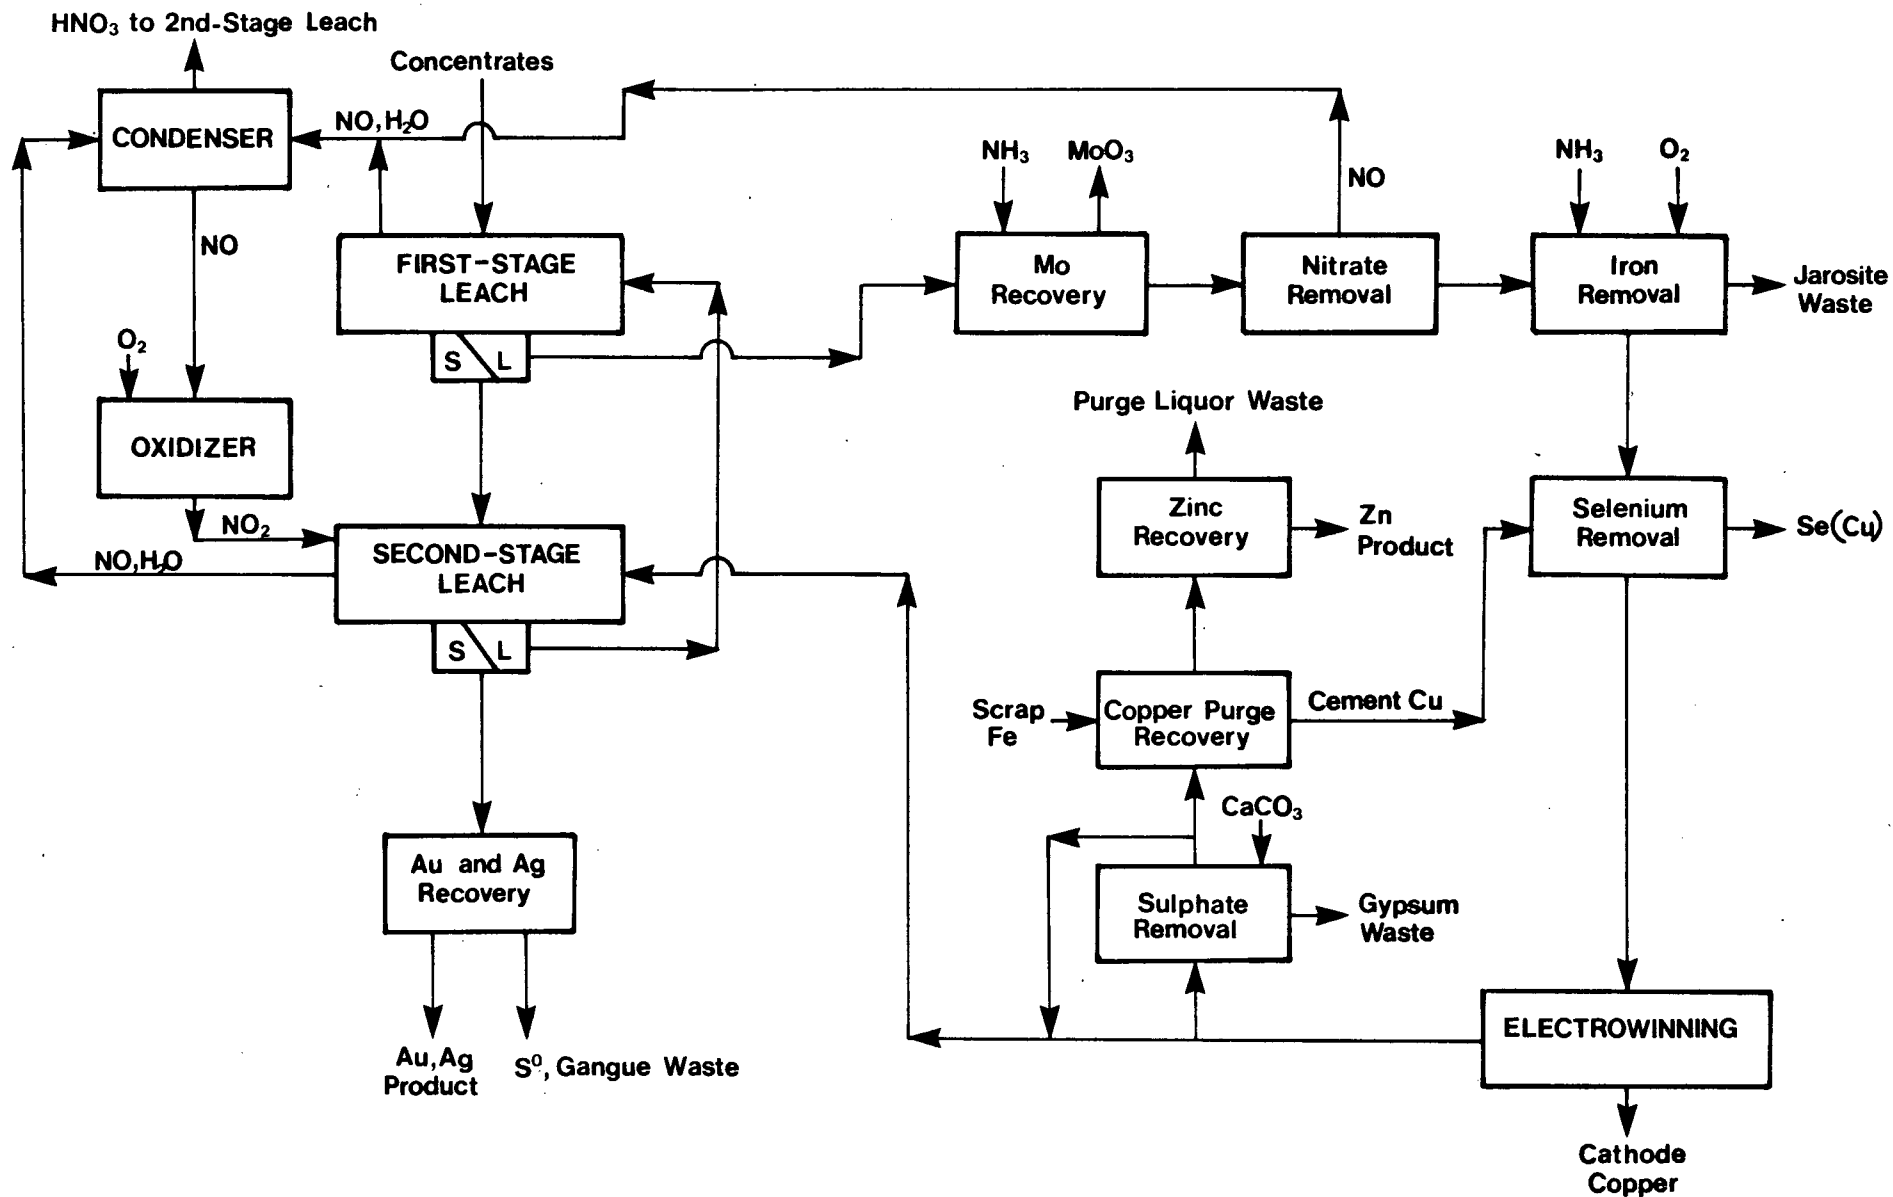 HNO₃ to 2nd-Stage Leach
Concentrates
CONDENSER
NO, H₂O
NH₃
MoO₃
NO
NH₃
O₂
NO
FIRST-STAGE
LEACH
S L
Mo
Recovery
Nitrate
Removal
Iron
Removal
Jarosite
Waste
O₂
OXIDIZER
NO₂
NO, H₂O
SECOND-STAGE
LEACH
S L
Purge Liquor Waste
Zinc
Recovery
Zn
Product
Selenium
Removal
Se(Cu)
Scrap
Fe
Copper Purge
Recovery
Cement Cu
CaCO₃
Au and Ag
Recovery
Sulphate
Removal
Gypsum
Waste
ELECTROWINNING
Au, Ag
Product
S⁰, Gangue Waste
Cathode
Copper